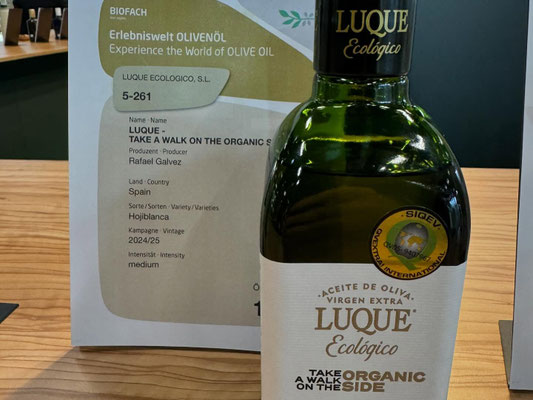 BIOFACH
Erlebniswelt OLIVENÖL
Experience the World of OLIVE OIL
LUQUE ECOLOGICO, S.L.
5-261
Name · Name
LUQUE -
TAKE A WALK ON THE ORGANIC S
Produzent · Producer
Rafael Galvez
Land · Country
Spain
Sorte/Sorten · Variety/Varieties
Hojiblanca
Kampagne · Vintage
2024/25
Intensität · Intensity
medium
LUQUE
Ecológico
SIQEV
QVEXTRA! INTERNATIONAL
ACEITE DE OLIVA
VIRGEN EXTRA
LUQUE
Ecológico
TAKE A WALK ON THE ORGANIC SIDE